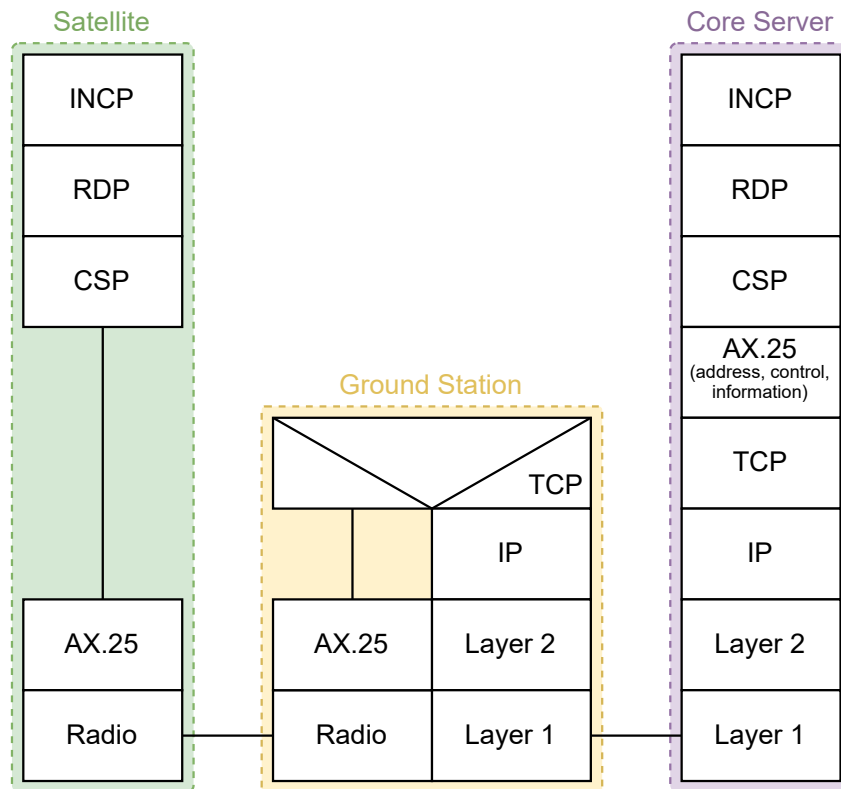 Satellite
INCP
RDP
CSP
AX.25
Radio
Ground Station
TCP
IP
AX.25
Layer 2
Radio
Layer 1
Core Server
INCP
RDP
CSP
AX.25
(address, control,
information)
TCP
IP
Layer 2
Layer 1